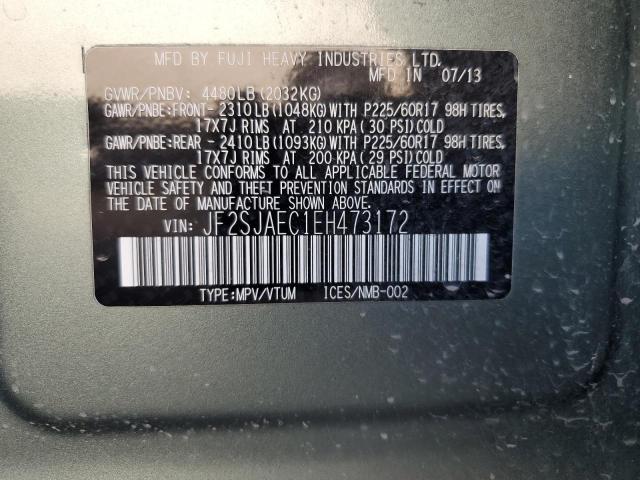 MFD BY FUJI HEAVY INDUSTRIES LTD.
MFD IN 07/13
GVWR/PNBV: 4480LB (2032KG)
GAWR/PNBE:FRONT- 2310LB (1048KG) WITH P225/60R17 98H TIRES,
17X7J RIMS AT 210 KPA (30 PSI) COLD
GAWR/PNBE:REAR - 2410LB (1093KG) WITH P225/60R17 98H TIRES,
17X7J RIMS AT 200 KPA (29 PSI) COLD
THIS VEHICLE CONFORMS TO ALL APPLICABLE FEDERAL MOTOR
VEHICLE SAFETY AND THEFT PREVENTION STANDARDS IN EFFECT ON
THE DATE OF MANUFACTURE SHOWN ABOVE.
VIN: JF2SJAEC1EH473172
TYPE:MPV/VTUM ICES/NMB-002